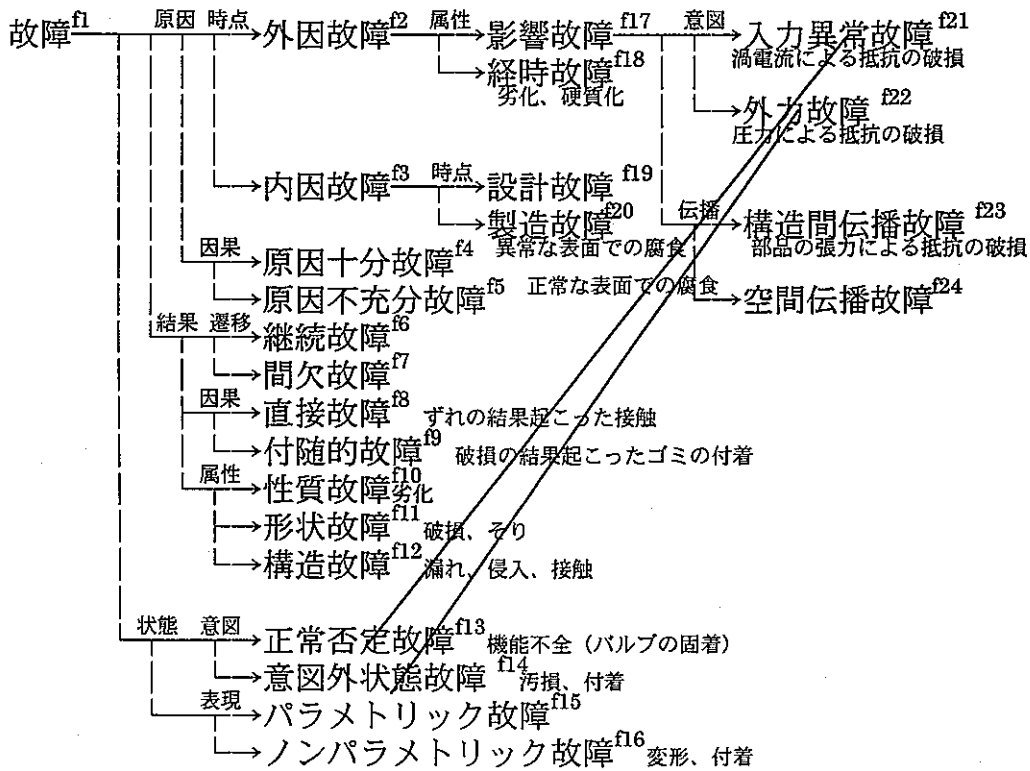 故障f1 原因 時点 外因故障f2 属性 影響故障f17 意図 入力異常故障f21
渦電流による抵抗の破損
経時故障f18
劣化、硬質化
外力故障 f22
圧力による抵抗の破損
内因故障f3 時点 設計故障 f19
製造故障f20 伝播 構造間伝播故障 f23
部品の張力による抵抗の破損
因果 原因十分故障f4 異常な表面での腐食
原因不充分故障f5 正常な表面での腐食 空間伝播故障f24
結果 遷移 継続故障f6
間欠故障f7
因果 直接故障f8 ずれの結果起こった接触
付随的故障f9 破損の結果起こったゴミの付着
属性 性質故障f10 劣化
形状故障f11 破損、そり
構造故障f12 漏れ、侵入、接触
状態 意図 正常否定故障f13 機能不全（バルブの固着）
意図外状態故障 f14 汚損、付着
表現 パラメトリック故障f15
ノンパラメトリック故障f16 変形、付着